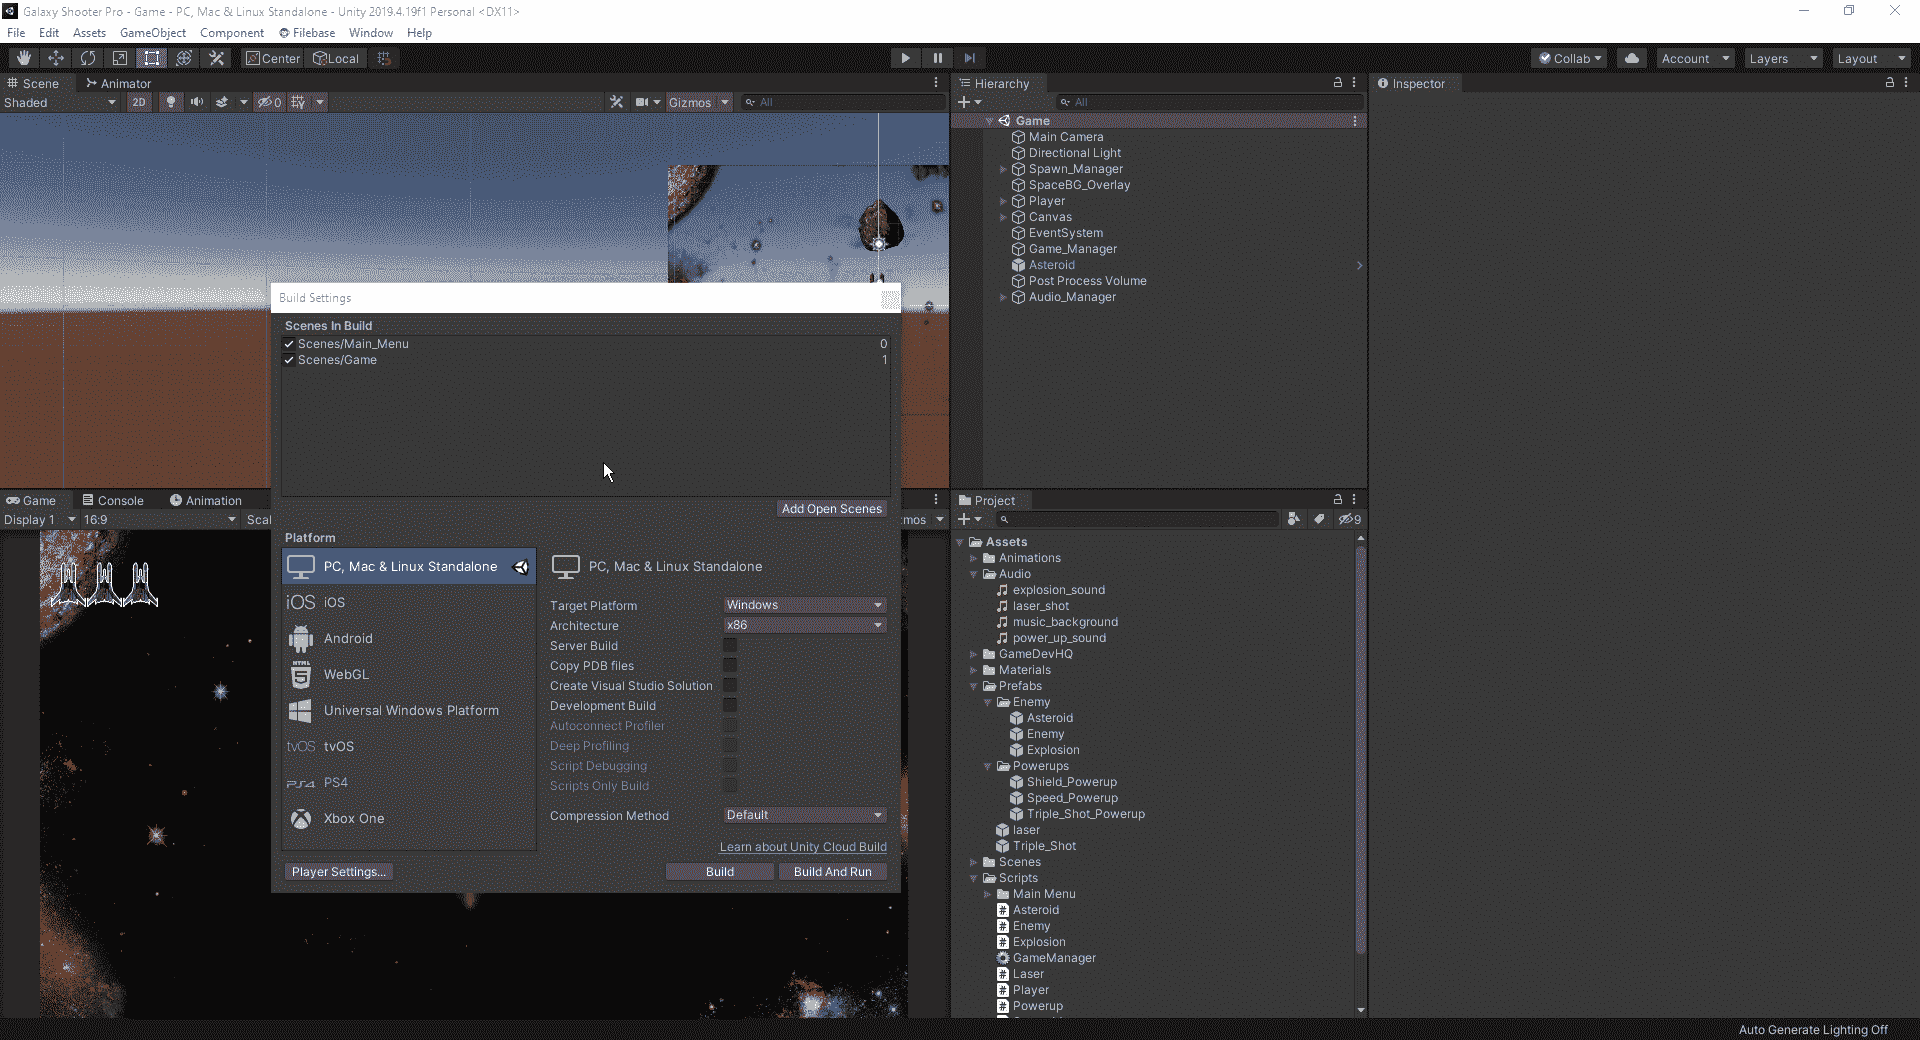 Galaxy Shooter Pro - Game - PC, Mac & Linux Standalone - Unity 2019.4.19f1 Personal <DX11>
File Edit Assets GameObject Component Filebase Window Help
Center Local Collab Account Layers Layout
Scene Animator
Shaded 2D 0 Gizmos All
Hierarchy
All
Game
Main Camera
Directional Light
Spawn_Manager
SpaceBG_Overlay
Player
Canvas
EventSystem
Game_Manager
Asteroid
Post Process Volume
Audio_Manager
Inspector
Build Settings
Scenes In Build
Scenes/Main_Menu 0
Scenes/Game 1
Add Open Scenes
Platform
PC, Mac & Linux Standalone
iOS iOS
Android
HTML 5 WebGL
Universal Windows Platform
tvOS tvOS
PS4 PS4
Xbox One
PC, Mac & Linux Standalone
Target Platform Windows
Architecture x86
Server Build
Copy PDB files
Create Visual Studio Solution
Development Build
Autoconnect Profiler
Deep Profiling
Script Debugging
Scripts Only Build
Compression Method Default
Learn about Unity Cloud Build
Player Settings... Build Build And Run
Game Console Animation
Display 1 16:9 Scal mos
Project
9
Assets
Animations
Audio
explosion_sound
laser_shot
music_background
power_up_sound
GameDevHQ
Materials
Prefabs
Enemy
Asteroid
Enemy
Explosion
Powerups
Shield_Powerup
Speed_Powerup
Triple_Shot_Powerup
laser
Triple_Shot
Scenes
Scripts
Main Menu
Asteroid
Enemy
Explosion
GameManager
Laser
Player
Powerup
Auto Generate Lighting Off